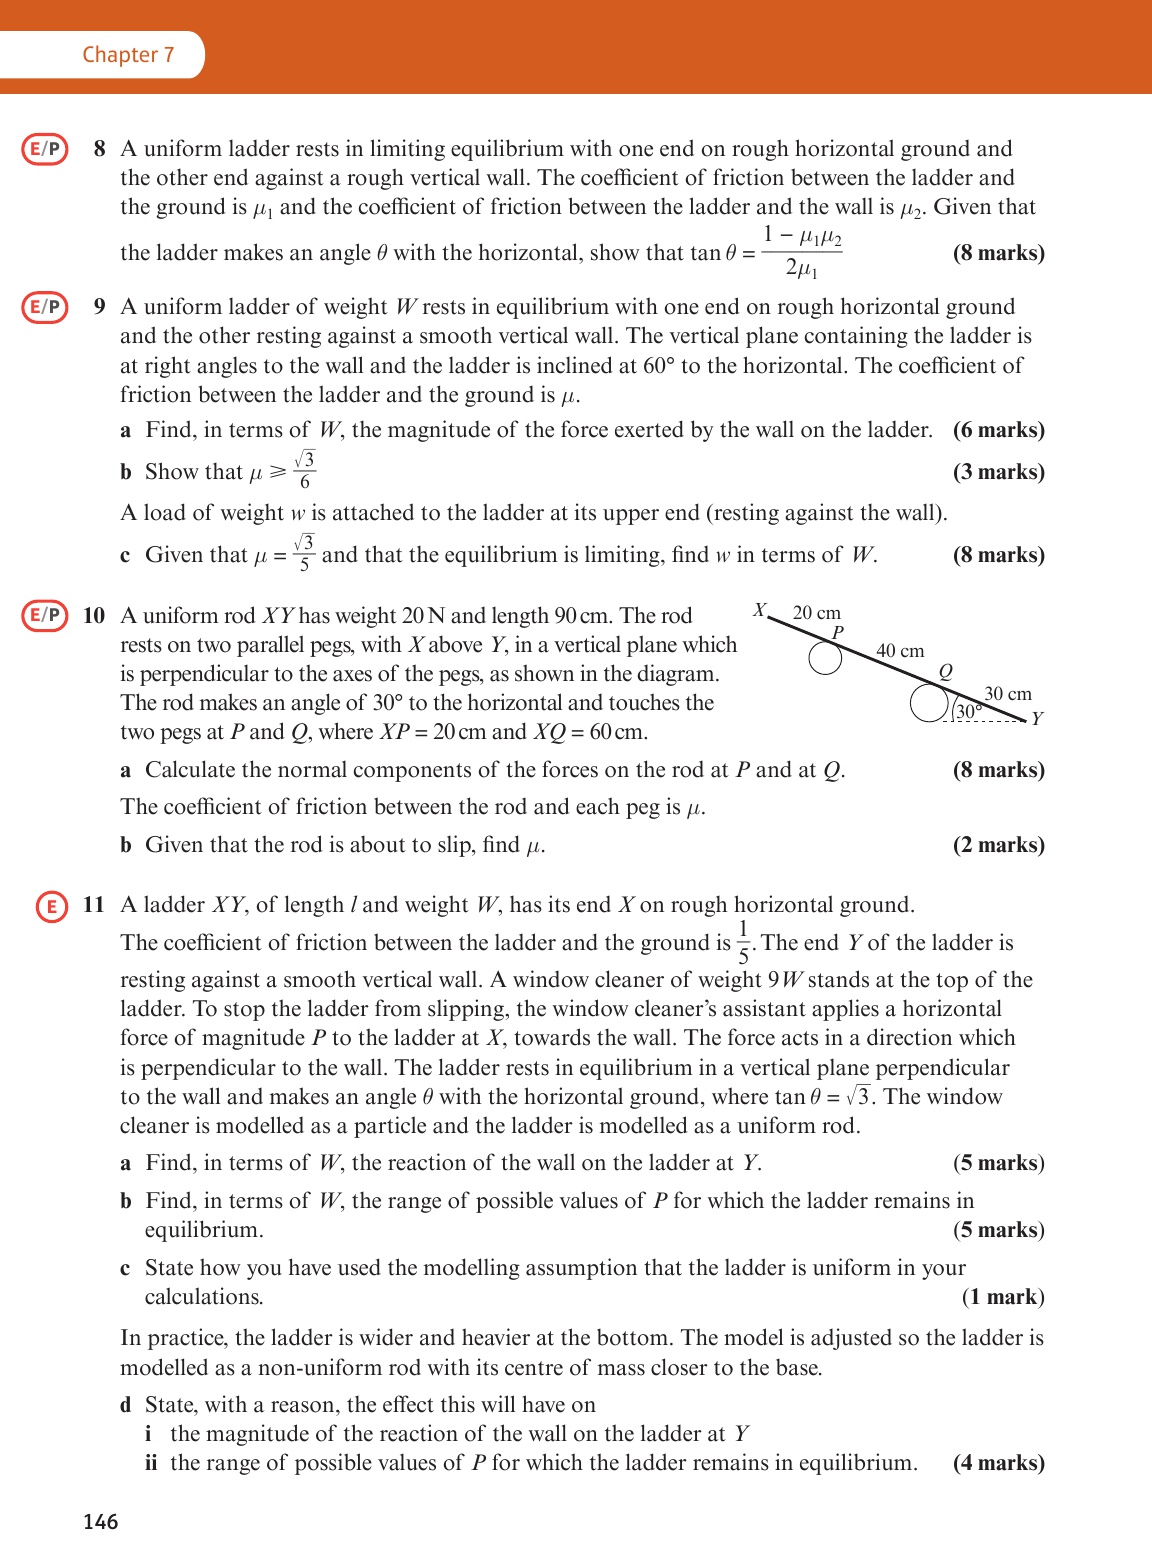 Chapter 7
E/P 8 A uniform ladder rests in limiting equilibrium with one end on rough horizontal ground and
the other end against a rough vertical wall. The coefficient of friction between the ladder and
the ground is μ₁ and the coefficient of friction between the ladder and the wall is μ₂. Given that
the ladder makes an angle θ with the horizontal, show that tan θ = (1 − μ₁μ₂)/(2μ₁) (8 marks)
E/P 9 A uniform ladder of weight W rests in equilibrium with one end on rough horizontal ground
and the other resting against a smooth vertical wall. The vertical plane containing the ladder is
at right angles to the wall and the ladder is inclined at 60° to the horizontal. The coefficient of
friction between the ladder and the ground is μ.
a Find, in terms of W, the magnitude of the force exerted by the wall on the ladder. (6 marks)
b Show that μ ⩾ √3/6 (3 marks)
A load of weight w is attached to the ladder at its upper end (resting against the wall).
c Given that μ = √3/5 and that the equilibrium is limiting, find w in terms of W. (8 marks)
E/P 10 A uniform rod XY has weight 20 N and length 90 cm. The rod
rests on two parallel pegs, with X above Y, in a vertical plane which
is perpendicular to the axes of the pegs, as shown in the diagram.
The rod makes an angle of 30° to the horizontal and touches the
two pegs at P and Q, where XP = 20 cm and XQ = 60 cm.
X 20 cm
P
40 cm
Q
30 cm
30°
Y
a Calculate the normal components of the forces on the rod at P and at Q. (8 marks)
The coefficient of friction between the rod and each peg is μ.
b Given that the rod is about to slip, find μ. (2 marks)
E 11 A ladder XY, of length l and weight W, has its end X on rough horizontal ground.
The coefficient of friction between the ladder and the ground is 1/5. The end Y of the ladder is
resting against a smooth vertical wall. A window cleaner of weight 9W stands at the top of the
ladder. To stop the ladder from slipping, the window cleaner's assistant applies a horizontal
force of magnitude P to the ladder at X, towards the wall. The force acts in a direction which
is perpendicular to the wall. The ladder rests in equilibrium in a vertical plane perpendicular
to the wall and makes an angle θ with the horizontal ground, where tan θ = √3. The window
cleaner is modelled as a particle and the ladder is modelled as a uniform rod.
a Find, in terms of W, the reaction of the wall on the ladder at Y. (5 marks)
b Find, in terms of W, the range of possible values of P for which the ladder remains in
equilibrium. (5 marks)
c State how you have used the modelling assumption that the ladder is uniform in your
calculations. (1 mark)
In practice, the ladder is wider and heavier at the bottom. The model is adjusted so the ladder is
modelled as a non-uniform rod with its centre of mass closer to the base.
d State, with a reason, the effect this will have on
i the magnitude of the reaction of the wall on the ladder at Y
ii the range of possible values of P for which the ladder remains in equilibrium. (4 marks)
146